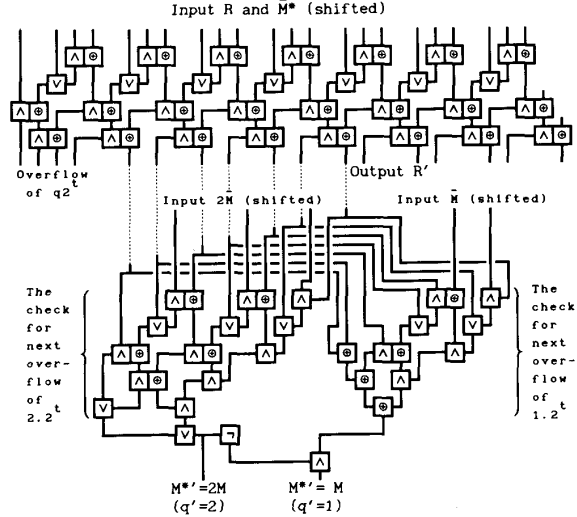 Input R and M̄* (shifted)
∧ ⊕ ∧ ⊕ ∧ ⊕ ∧ ⊕ ∧ ⊕ ∧ ⊕ ∧ ⊕
∨ ∨ ∨ ∨ ∨ ∨ ∨
∧ ⊕ ∧ ⊕ ∧ ⊕ ∧ ⊕ ∧ ⊕ ∧ ⊕ ∧ ⊕ ∧ ⊕
∧ ⊕ ∧ ⊕ ∧ ⊕ ∧ ⊕ ∧ ⊕ ∧ ⊕ ∧ ⊕ ∧ ⊕
Overflow
of q2^t
Output R'
Input 2M̄ (shifted)
Input M̄ (shifted)
The
check
for
next
over-
flow
of
2.2^t
∧ ⊕ ∧ ⊕ ∧ ∧ ⊕ ∧
∨ ∨ ∨ ∨ ∨
∧ ⊕ ∧ ⊕ ∧ ⊕ ∧ ⊕ ∧
∧ ⊕ ∧ ⊕ ∧
∨ ∧ ⊕
∨ ¬
∧
The
check
for
next
over-
flow
of
1.2^t
M*'=2M
(q'=2)
M*'= M
(q'=1)